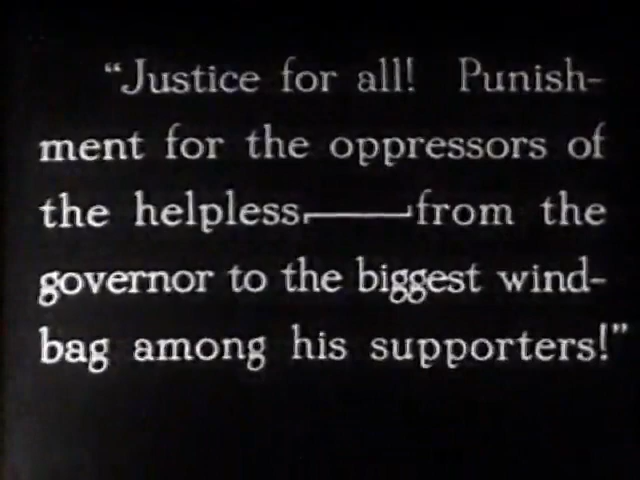 “Justice for all! Punish-
ment for the oppressors of
the helpless——from the
governor to the biggest wind-
bag among his supporters!”